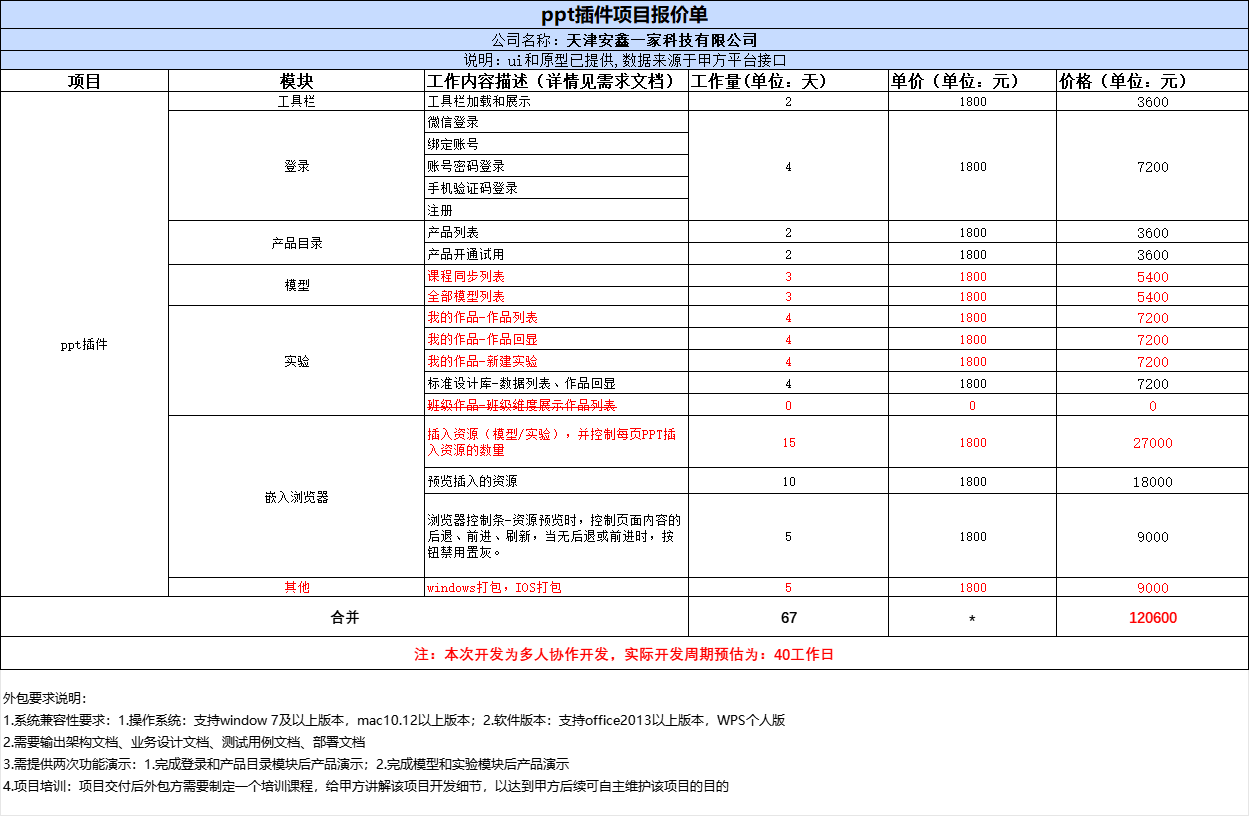 ppt插件项目报价单
公司名称：天津安鑫一家科技有限公司
说明：ui和原型已提供,数据来源于甲方平台接口
项目 模块 工作内容描述（详情见需求文档） 工作量(单位：天） 单价（单位：元） 价格（单位：元）
工具栏 工具栏加载和展示 2 1800 3600
微信登录
绑定账号
登录 账号密码登录 4 1800 7200
手机验证码登录
注册
产品目录 产品列表 2 1800 3600
产品开通试用 2 1800 3600
模型 课程同步列表 3 1800 5400
全部模型列表 3 1800 5400
我的作品-作品列表 4 1800 7200
ppt插件 我的作品-作品回显 4 1800 7200
实验 我的作品-新建实验 4 1800 7200
标准设计库-数据列表、作品回显 4 1800 7200
班级作品-班级维度展示作品列表 0 0 0
插入资源（模型/实验），并控制每页PPT插
入资源的数量 15 1800 27000
嵌入浏览器 预览插入的资源 10 1800 18000
浏览器控制条-资源预览时，控制页面内容的
后退、前进、刷新，当无后退或前进时，按 5 1800 9000
钮禁用置灰。
其他 windows打包，IOS打包 5 1800 9000
合并 67 * 120600
注：本次开发为多人协作开发，实际开发周期预估为：40工作日
外包要求说明：
1.系统兼容性要求：1.操作系统：支持window 7及以上版本，mac10.12以上版本；2.软件版本：支持office2013以上版本，WPS个人版
2.需要输出架构文档、业务设计文档、测试用例文档、部署文档
3.需提供两次功能演示：1.完成登录和产品目录模块后产品演示；2.完成模型和实验模块后产品演示
4.项目培训：项目交付后外包方需要制定一个培训课程，给甲方讲解该项目开发细节，以达到甲方后续可自主维护该项目的目的